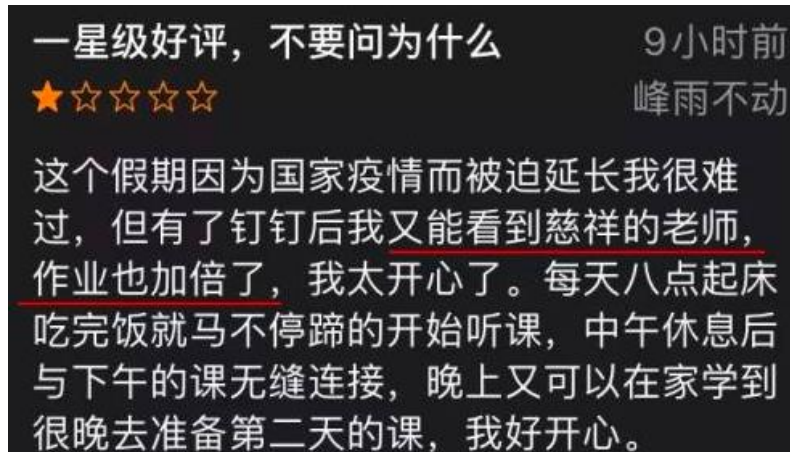 一星级好评，不要问为什么
9小时前
峰雨不动
这个假期因为国家疫情而被迫延长我很难
过，但有了钉钉后我又能看到慈祥的老师，
作业也加倍了，我太开心了。每天八点起床
吃完饭就马不停蹄的开始听课，中午休息后
与下午的课无缝连接，晚上又可以在家学到
很晚去准备第二天的课，我好开心。